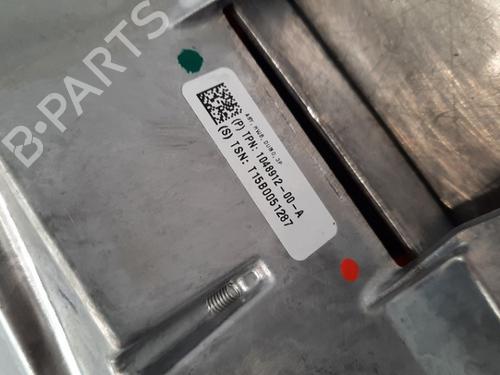 B-PARTS
(P) TPN: 1048912-00-A
(S) TSN: T15B0051287